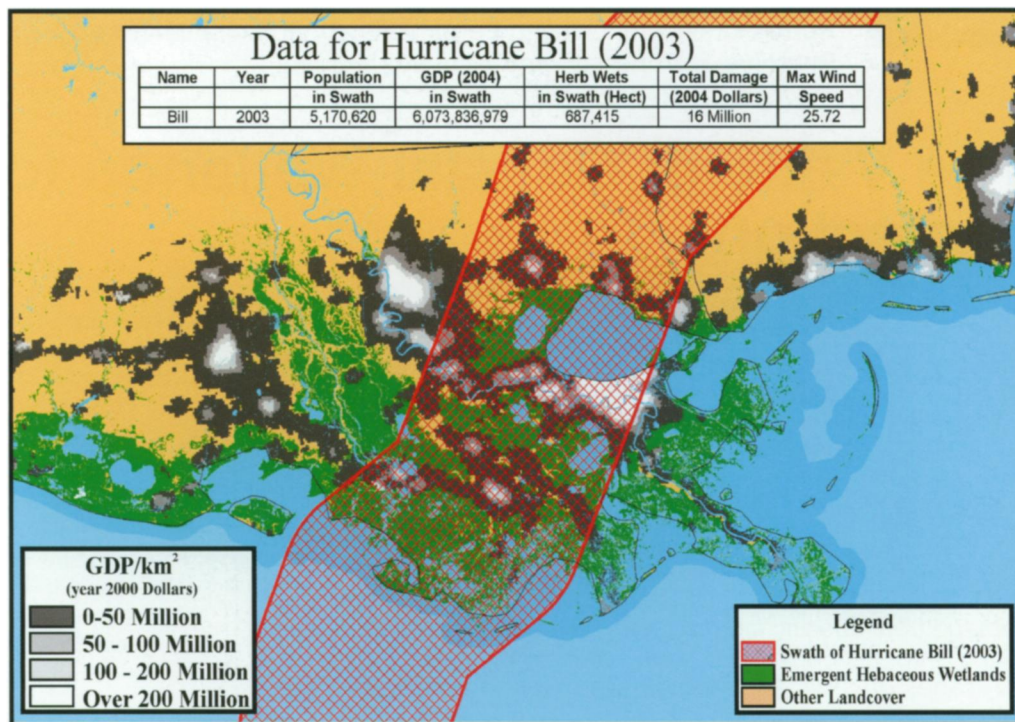 Data for Hurricane Bill (2003)
Name Year Population GDP (2004) Herb Wets Total Damage Max Wind
in Swath in Swath in Swath (Hect) (2004 Dollars) Speed
Bill 2003 5,170,620 6,073,836,979 687,415 16 Million 25.72
GDP/km²
(year 2000 Dollars)
0-50 Million
50 - 100 Million
100 - 200 Million
Over 200 Million
Legend
Swath of Hurricane Bill (2003)
Emergent Hebaceous Wetlands
Other Landcover